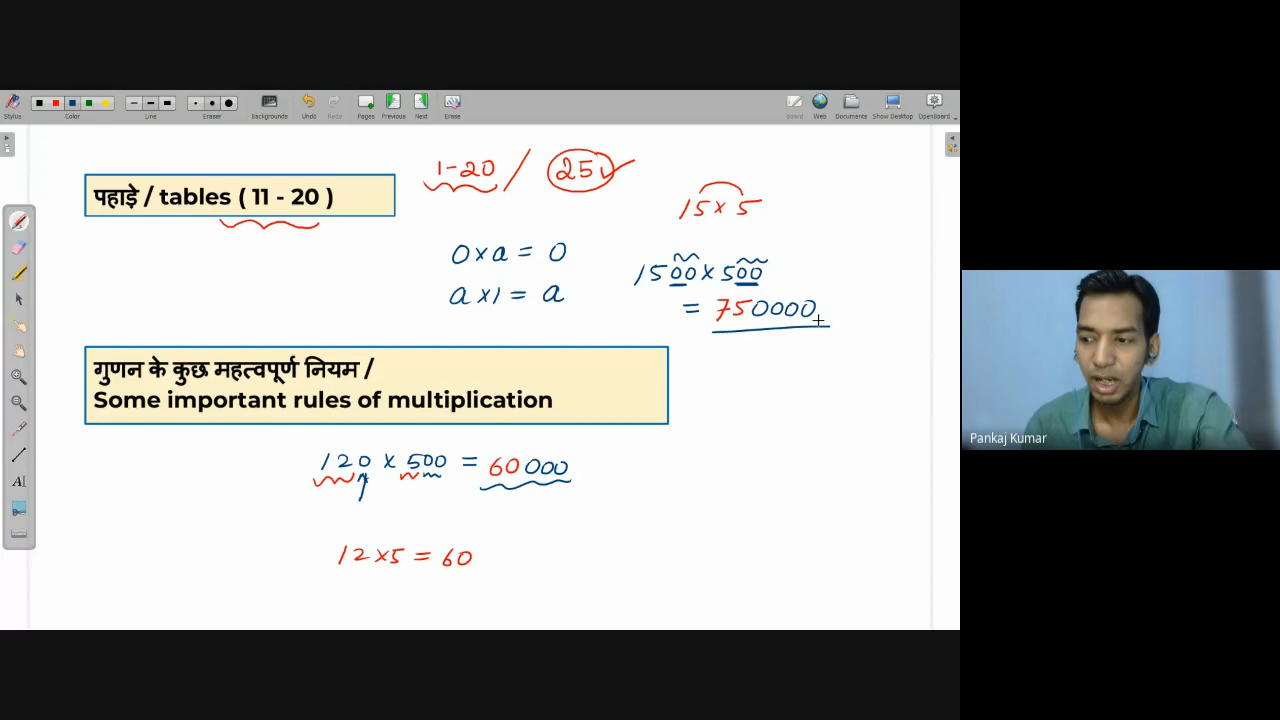 Stylus
Color
Line
Eraser
Backgrounds
Undo
Redo
Pages
Previous
Next
Erase
Board
Web
Documents
Show Desktop
OpenBoard
1-20 / 25 ✓
पहाड़े / tables ( 11 - 20 )
15 × 5
0 × a = 0
1500 × 500
a × 1 = a
= 750000
गुणन के कुछ महत्वपूर्ण नियम /
Some important rules of multiplication
120 × 500 = 60000
12 × 5 = 60
Pankaj Kumar